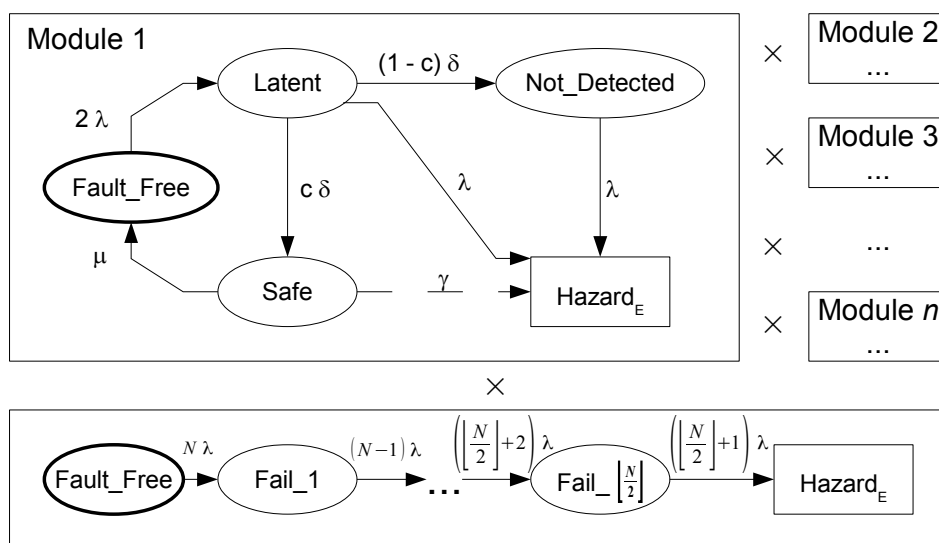 Module 1
Latent
(1 - c) δ
Not_Detected
2 λ
Fault_Free
c δ
λ
λ
μ
Safe
γ
Hazard_E
×
Module 2
...
×
Module 3
...
×
...
×
Module n
...
×
Fault_Free
N λ
Fail_1
(N−1) λ
...
(⌊N/2⌋+2) λ
Fail_⌊N/2⌋
(⌊N/2⌋+1) λ
Hazard_E